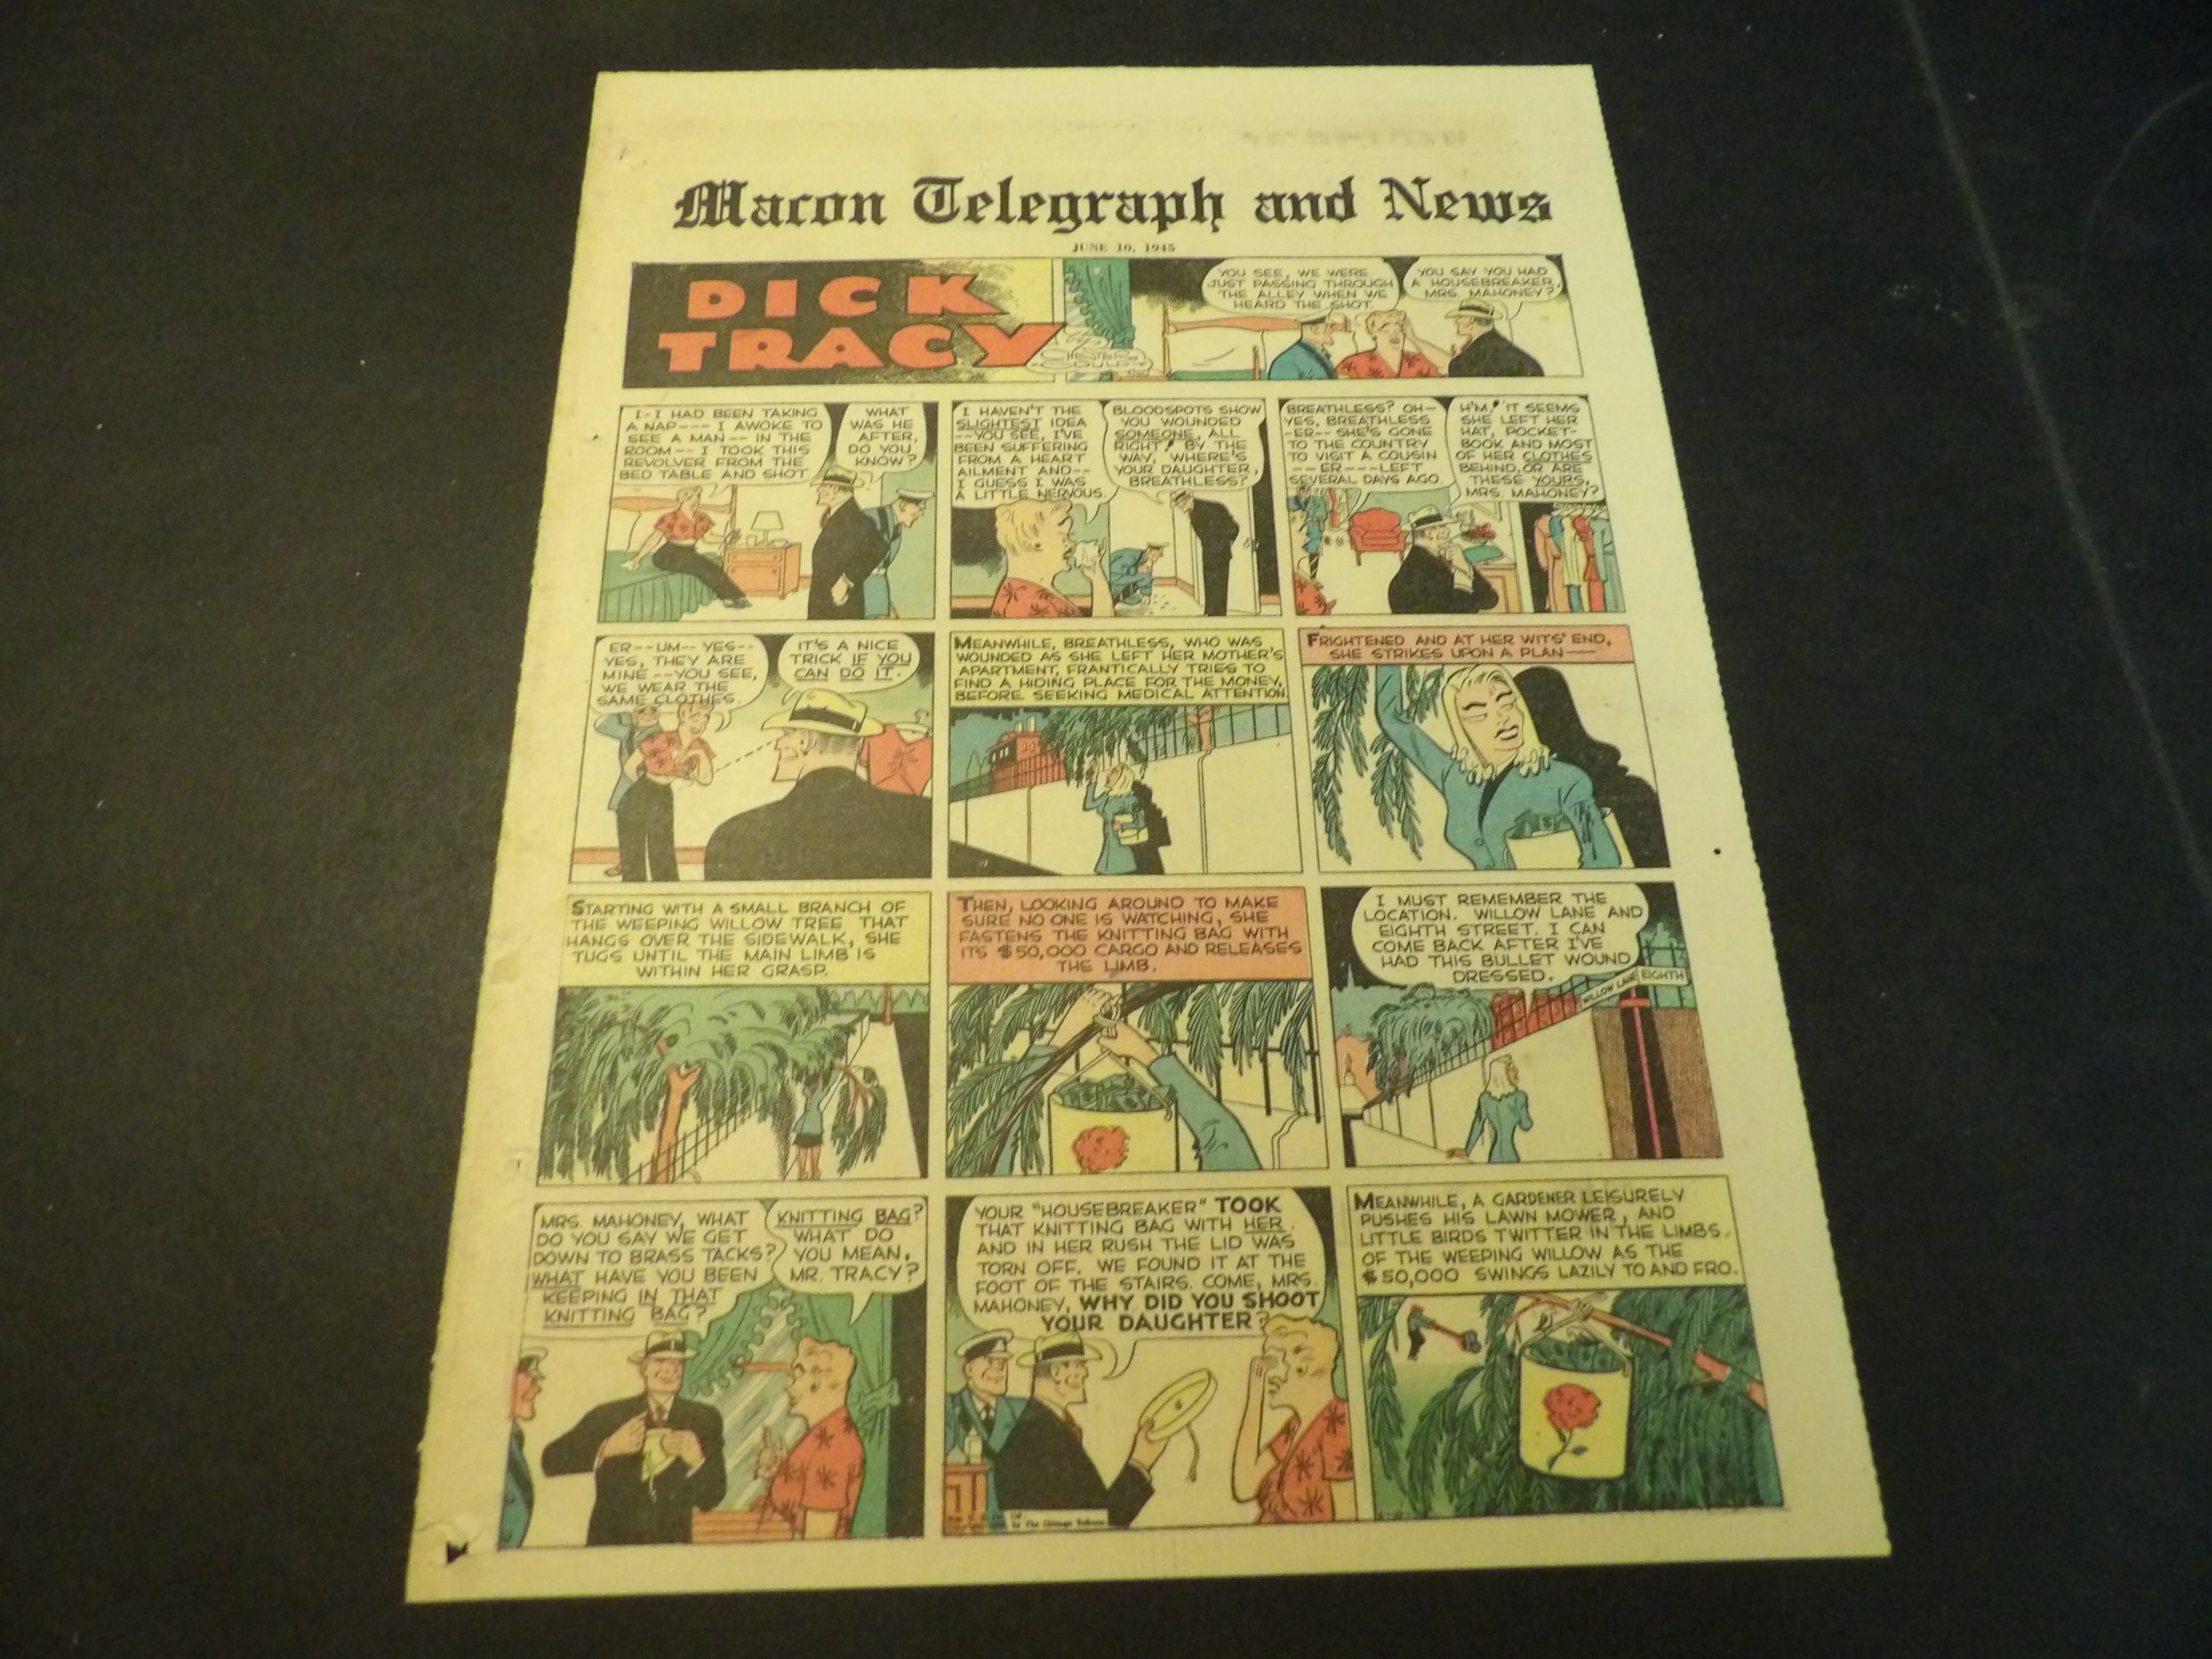 Macon Telegraph and News
JUNE 10, 1945
DICK
TRACY
by
CHESTER
GOULD
YOU SEE, WE WERE
JUST PASSING THROUGH
THE ALLEY WHEN WE
HEARD THE SHOT.
YOU SAY YOU HAD
A HOUSEBREAKER,
MRS. MAHONEY?
I-I HAD BEEN TAKING
A NAP--- I AWOKE TO
SEE A MAN-- IN THE
ROOM-- I TOOK THIS
REVOLVER FROM THE
BED TABLE AND SHOT.
WHAT
WAS HE
AFTER,
DO YOU
KNOW?
I HAVEN'T THE
SLIGHTEST IDEA
--YOU SEE, I'VE
BEEN SUFFERING
FROM A HEART
AILMENT AND--
I GUESS I WAS
A LITTLE NERVOUS.
BLOODSPOTS SHOW
YOU WOUNDED
SOMEONE, ALL
RIGHT! BY THE
WAY, WHERE'S
YOUR DAUGHTER,
BREATHLESS?
BREATHLESS? OH-
YES, BREATHLESS
-ER-- SHE'S GONE
TO THE COUNTRY
TO VISIT A COUSIN
--ER---LEFT
SEVERAL DAYS AGO.
H'M! IT SEEMS
SHE LEFT HER
HAT, POCKET-
BOOK AND MOST
OF HER CLOTHES
BEHIND, OR ARE
THESE YOURS,
MRS. MAHONEY?
ER--UM-- YES--
YES, THEY ARE
MINE --YOU SEE,
WE WEAR THE
SAME CLOTHES.
IT'S A NICE
TRICK IF YOU
CAN DO IT.
MEANWHILE, BREATHLESS, WHO WAS
WOUNDED AS SHE LEFT HER MOTHER'S
APARTMENT, FRANTICALLY TRIES TO
FIND A HIDING PLACE FOR THE MONEY,
BEFORE SEEKING MEDICAL ATTENTION.
FRIGHTENED AND AT HER WITS' END,
SHE STRIKES UPON A PLAN——
STARTING WITH A SMALL BRANCH OF
THE WEEPING WILLOW TREE THAT
HANGS OVER THE SIDEWALK, SHE
TUGS UNTIL THE MAIN LIMB IS
WITHIN HER GRASP.
THEN, LOOKING AROUND TO MAKE
SURE NO ONE IS WATCHING, SHE
FASTENS THE KNITTING BAG WITH
ITS $50,000 CARGO AND RELEASES
THE LIMB.
I MUST REMEMBER THE
LOCATION. WILLOW LANE AND
EIGHTH STREET. I CAN
COME BACK AFTER I'VE
HAD THIS BULLET WOUND
DRESSED.
WILLOW LANE
EIGHTH
MRS. MAHONEY, WHAT
DO YOU SAY WE GET
DOWN TO BRASS TACKS?
WHAT HAVE YOU BEEN
KEEPING IN THAT
KNITTING BAG?
KNITTING BAG?
WHAT DO
YOU MEAN,
MR. TRACY?
YOUR "HOUSEBREAKER" TOOK
THAT KNITTING BAG WITH HER.
AND IN HER RUSH THE LID WAS
TORN OFF. WE FOUND IT AT THE
FOOT OF THE STAIRS. COME, MRS.
MAHONEY, WHY DID YOU SHOOT
YOUR DAUGHTER?
by The Chicago Tribune
MEANWHILE, A GARDENER LEISURELY
PUSHES HIS LAWN MOWER, AND
LITTLE BIRDS TWITTER IN THE LIMBS
OF THE WEEPING WILLOW AS THE
$50,000 SWINGS LAZILY TO AND FRO.